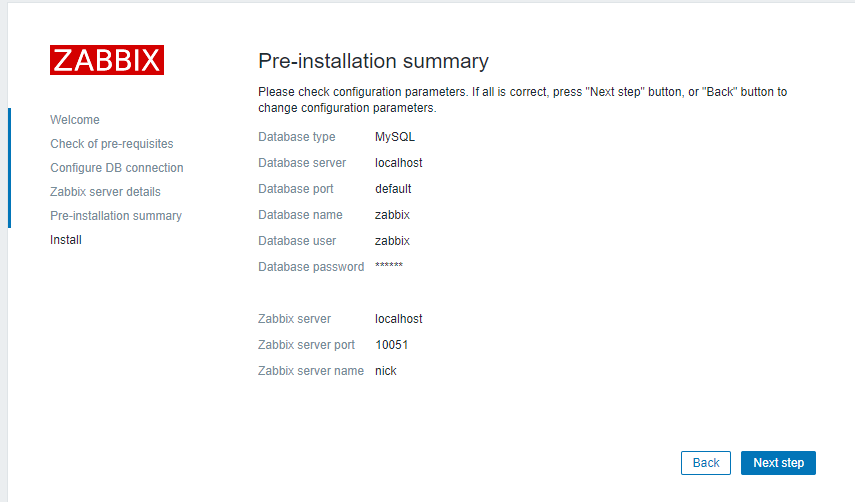 ZABBIX
Welcome
Check of pre-requisites
Configure DB connection
Zabbix server details
Pre-installation summary
Install
Pre-installation summary
Please check configuration parameters. If all is correct, press "Next step" button, or "Back" button to
change configuration parameters.
Database type MySQL
Database server localhost
Database port default
Database name zabbix
Database user zabbix
Database password ******
Zabbix server localhost
Zabbix server port 10051
Zabbix server name nick
Back Next step